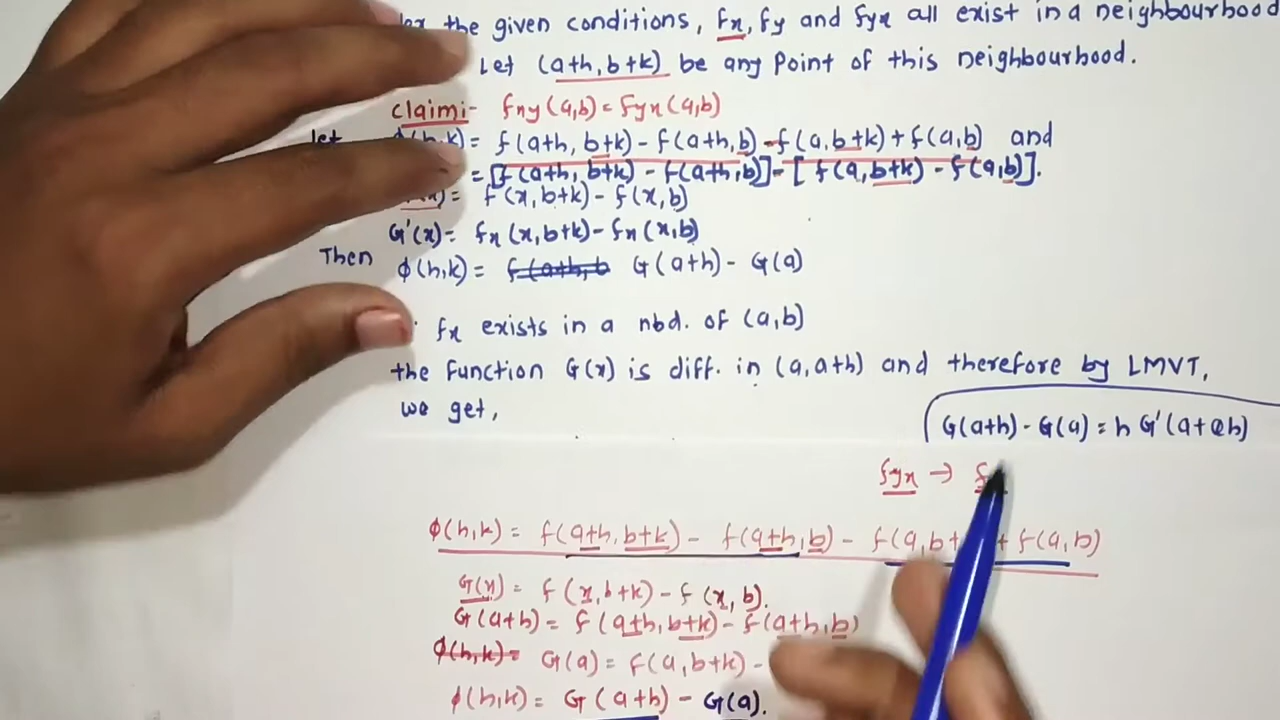 the given conditions, fx, fy and fyx all exist in a neighbourhood
Let (a+h, b+k) be any Point of this neighbourhood.
claim:- fxy(a,b) = fyx(a,b)
let = f(a+h, b+k) - f(a+h, b) - f(a, b+k) + f(a,b) and
= [f(a+h, b+k) - f(a+h, b)] - [f(a, b+k) - f(a,b)].
= f(x, b+k) - f(x, b)
G'(x) = fx(x, b+k) - fx(x, b)
Then ϕ(h,k) = G(a+h) - G(a)
fx exists in a nbd. of (a,b)
the function G(x) is diff. in (a, a+h) and therefore by LMVT,
we get,
G(a+h) - G(a) = h G'(a+θh)
fyx →
ϕ(h,k) = f(a+h, b+k) - f(a+h, b) - f(a, b+ + f(a,b)
G(x) = f(x, b+k) - f(x, b).
G(a+h) = f(a+h, b+k) - f(a+h, b)
ϕ(h,k) = G(a) = f(a, b+k) -
ϕ(h,k) = G(a+h) - G(a).